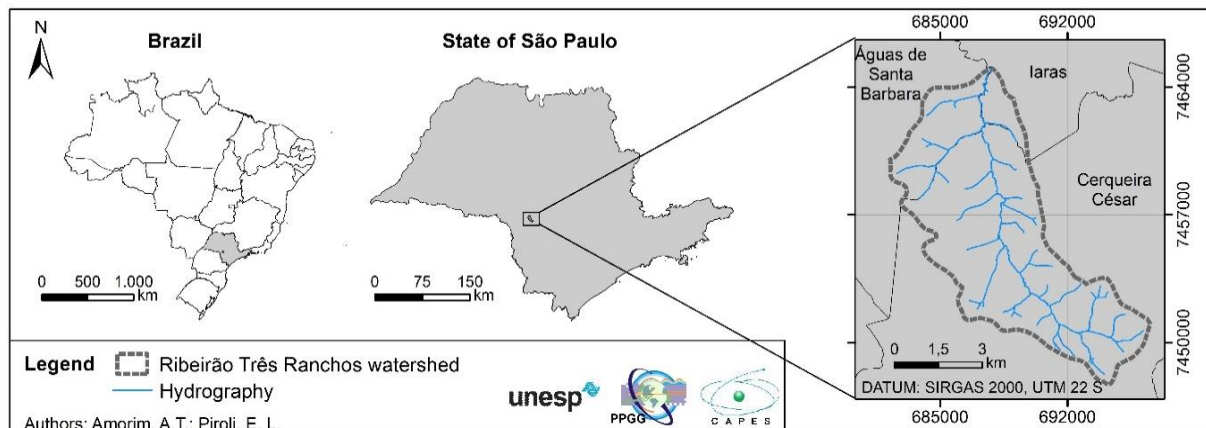 N
Brazil
State of São Paulo
0 500 1.000
km
0 75 150
km
685000 692000
Águas de
Santa
Barbara
Iaras
Cerqueira
César
7464000
7457000
7450000
0 1,5 3
km
DATUM: SIRGAS 2000, UTM 22 S
685000 692000
Legend
Ribeirão Três Ranchos watershed
Hydrography
unesp
PPGG
CAPES
Authors: Amorim, A.T.; Piroli, E. L.